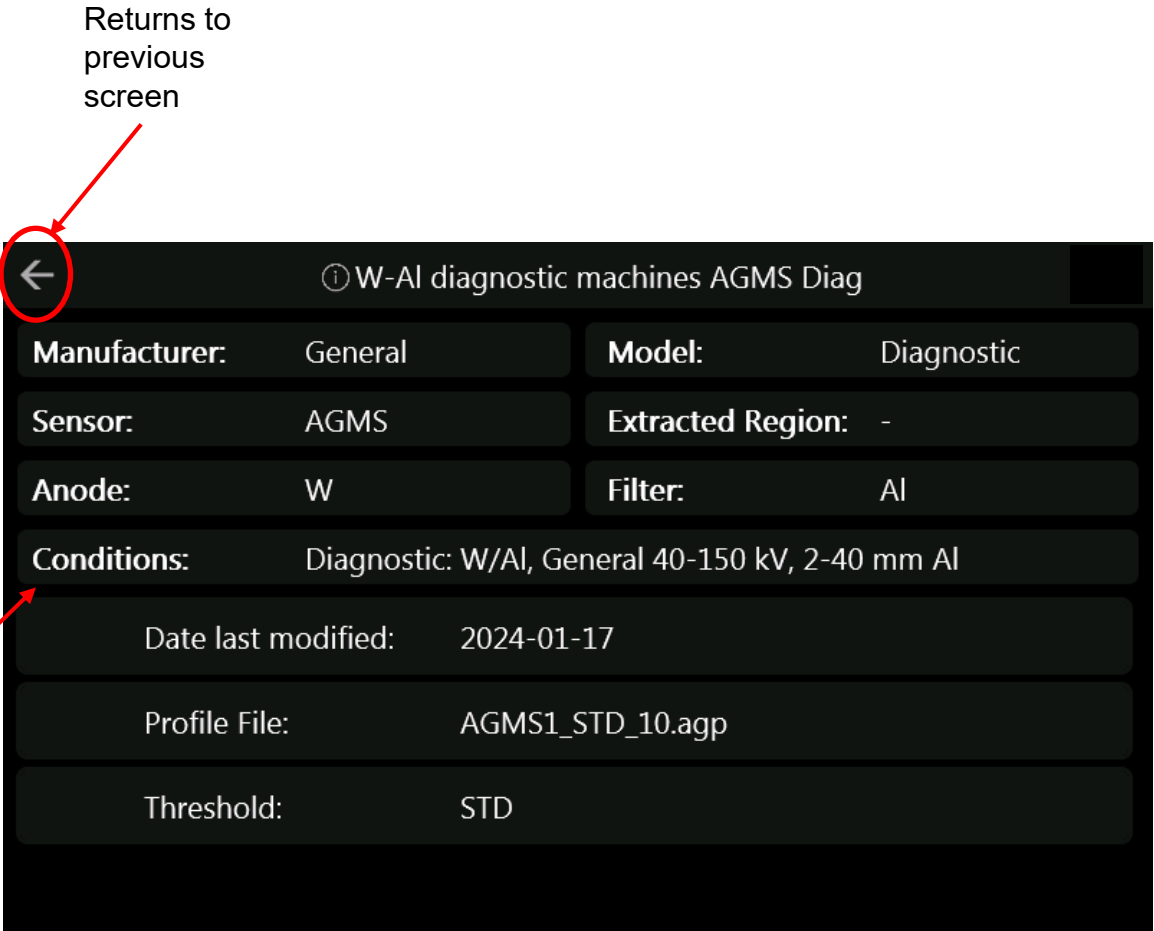 Returns to
previous
screen
ⓘ W-Al diagnostic machines AGMS Diag
Manufacturer: General Model: Diagnostic
Sensor: AGMS Extracted Region: -
Anode: W Filter: Al
Conditions: Diagnostic: W/Al, General 40-150 kV, 2-40 mm Al
Date last modified: 2024-01-17
Profile File: AGMS1_STD_10.agp
Threshold: STD